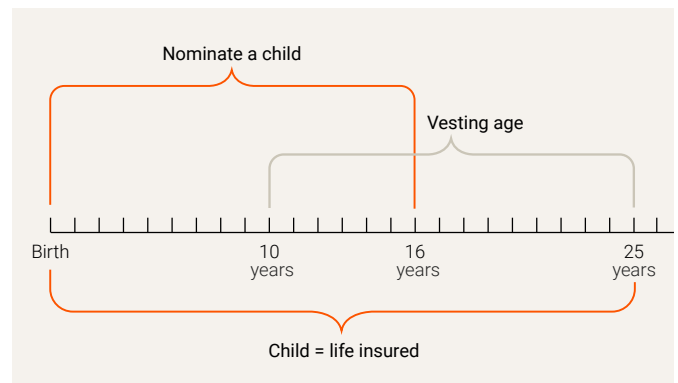 Nominate a child
Vesting age
Birth
10
years
16
years
25
years
Child = life insured